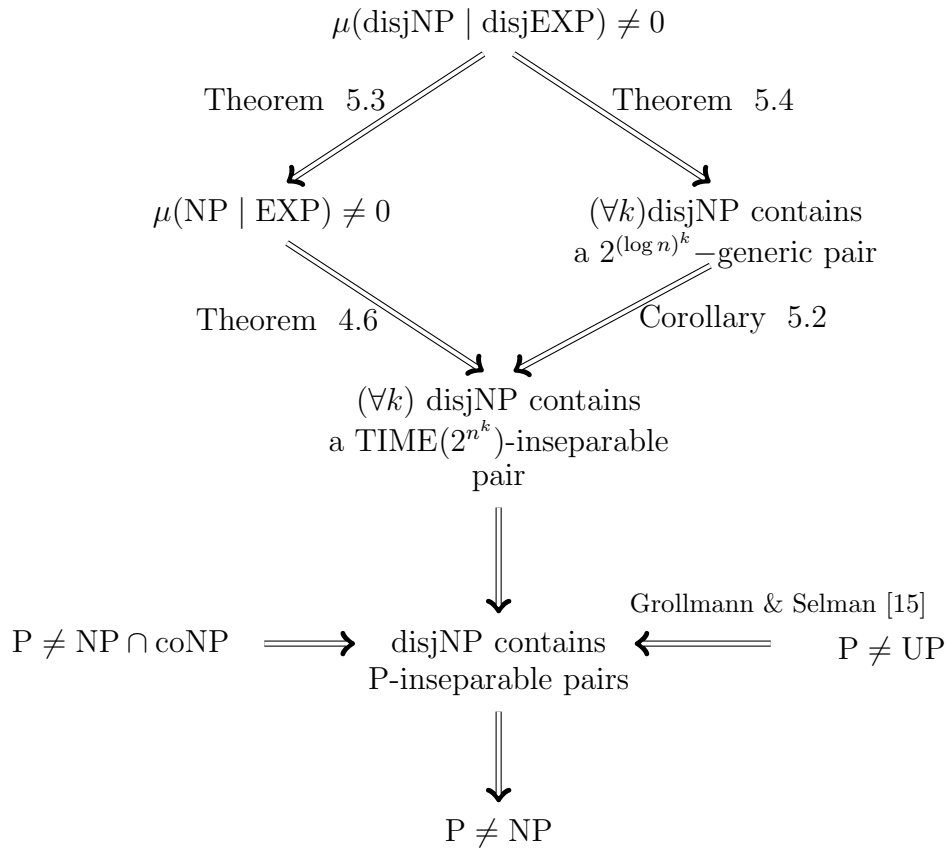 μ(disjNP | disjEXP) ≠ 0
Theorem 5.3
Theorem 5.4
μ(NP | EXP) ≠ 0
(∀k)disjNP contains
a 2^{(log n)^k}−generic pair
Theorem 4.6
Corollary 5.2
(∀k) disjNP contains
a TIME(2^{n^k})-inseparable
pair
Grollmann & Selman [15]
P ≠ NP ∩ coNP
disjNP contains
P-inseparable pairs
P ≠ UP
P ≠ NP